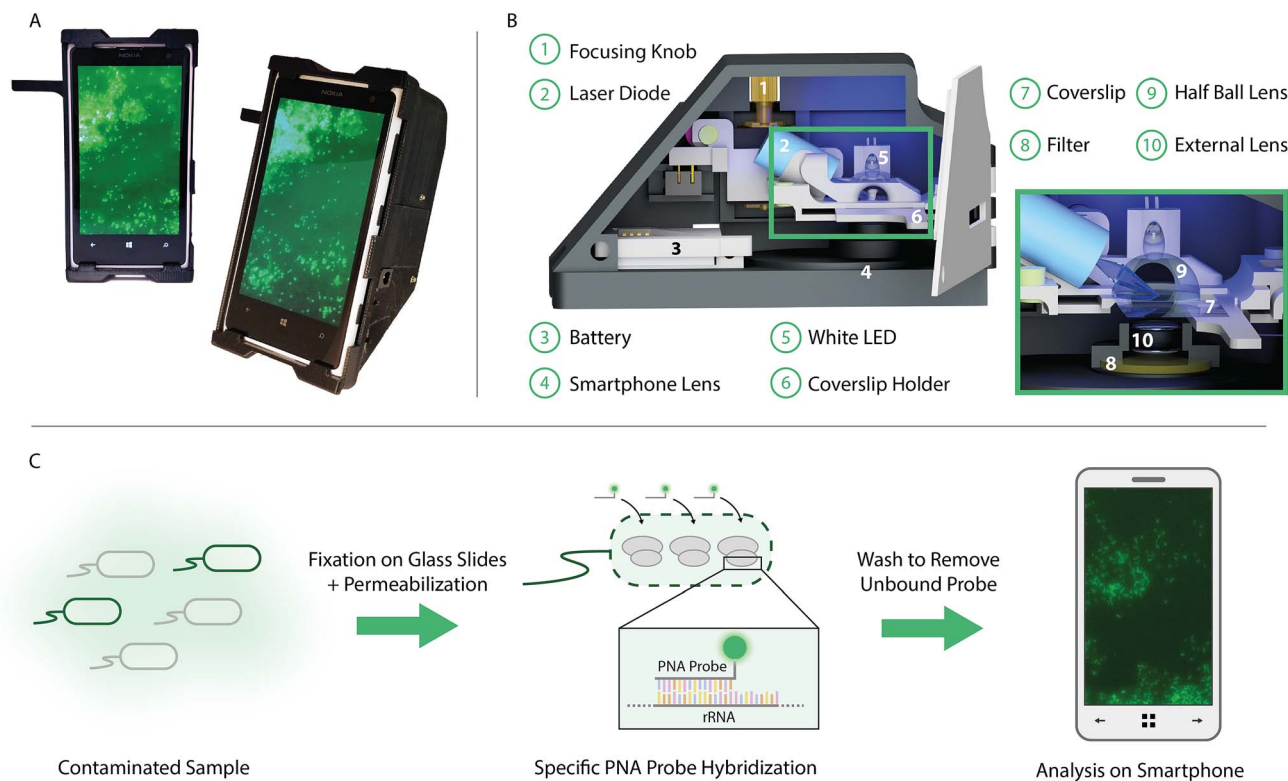 A
B
NOKIA
NOKIA
1 Focusing Knob
2 Laser Diode
1
2
5
6
3
4
7 Coverslip
9 Half Ball Lens
8 Filter
10 External Lens
9
7
10
8
3 Battery
5 White LED
4 Smartphone Lens
6 Coverslip Holder
C
Fixation on Glass Slides
+ Permeabilization
PNA Probe
rRNA
Wash to Remove
Unbound Probe
Contaminated Sample
Specific PNA Probe Hybridization
Analysis on Smartphone